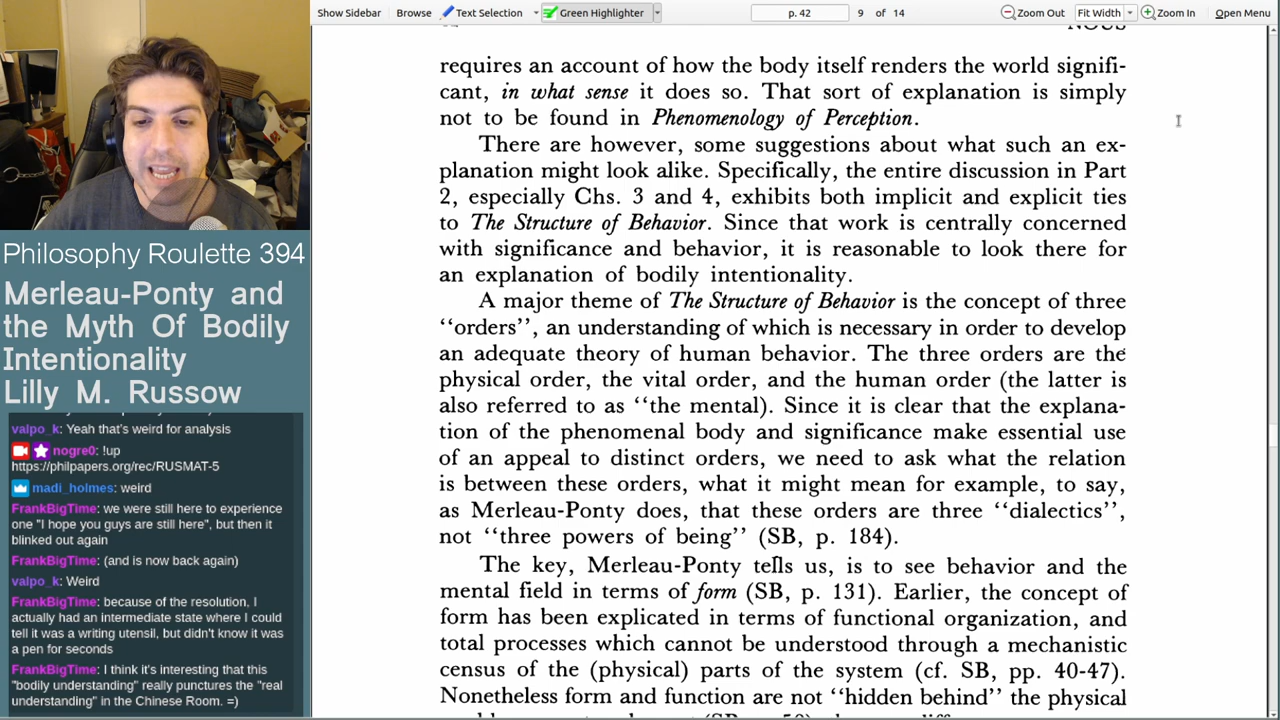 Show Sidebar Browse Text Selection Green Highlighter p. 42 9 of 14 Zoom Out Fit Width Zoom In Open Menu
requires an account of how the body itself renders the world signifi-
cant, in what sense it does so. That sort of explanation is simply
not to be found in Phenomenology of Perception.
There are however, some suggestions about what such an ex-
planation might look alike. Specifically, the entire discussion in Part
2, especially Chs. 3 and 4, exhibits both implicit and explicit ties
to The Structure of Behavior. Since that work is centrally concerned
with significance and behavior, it is reasonable to look there for
an explanation of bodily intentionality.
A major theme of The Structure of Behavior is the concept of three
“orders”, an understanding of which is necessary in order to develop
an adequate theory of human behavior. The three orders are the
physical order, the vital order, and the human order (the latter is
also referred to as “the mental). Since it is clear that the explana-
tion of the phenomenal body and significance make essential use
of an appeal to distinct orders, we need to ask what the relation
is between these orders, what it might mean for example, to say,
as Merleau-Ponty does, that these orders are three “dialectics”,
not “three powers of being” (SB, p. 184).
The key, Merleau-Ponty tells us, is to see behavior and the
mental field in terms of form (SB, p. 131). Earlier, the concept of
form has been explicated in terms of functional organization, and
total processes which cannot be understood through a mechanistic
census of the (physical) parts of the system (cf. SB, pp. 40-47).
Nonetheless form and function are not “hidden behind” the physical
Philosophy Roulette 394
Merleau-Ponty and
the Myth Of Bodily
Intentionality
Lilly M. Russow
valpo_k: Yeah that's weird for analysis
nogre0: !up
https://philpapers.org/rec/RUSMAT-5
madi_holmes: weird
FrankBigTime: we were still here to experience
one "I hope you guys are still here", but then it
blinked out again
FrankBigTime: (and is now back again)
valpo_k: Weird
FrankBigTime: because of the resolution, I
actually had an intermediate state where I could
tell it was a writing utensil, but didn't know it was
a pen for seconds
FrankBigTime: I think it's interesting that this
"bodily understanding" really punctures the "real
understanding" in the Chinese Room. =)